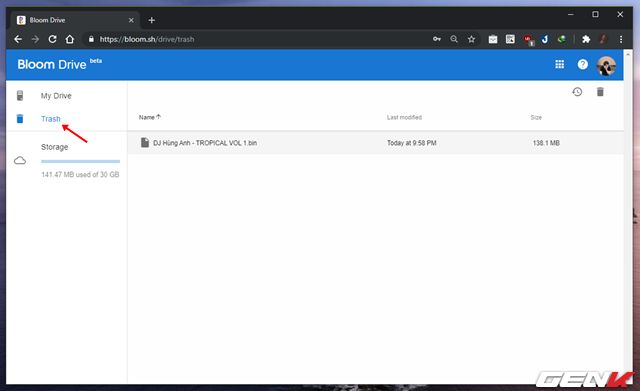 Bloom Drive
https://bloom.sh/drive/trash
Bloom Drive beta
My Drive
Trash
Storage
141.47 MB used of 30 GB
Name Last modified Size
DJ Hùng Anh - TROPICAL VOL 1.bin Today at 9:58 PM 138.1 MB
GENK